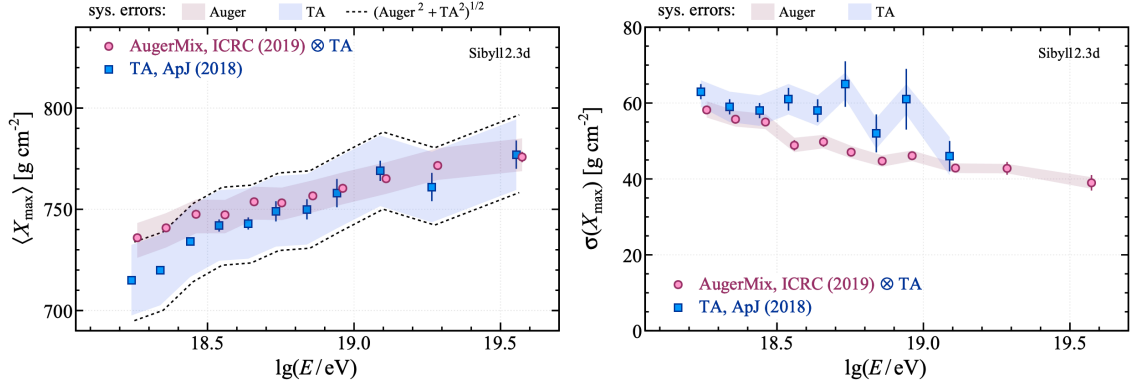 sys. errors: Auger TA (Auger ² + TA²)^1/2
AugerMix, ICRC (2019) ⊗ TA
TA, ApJ (2018)
Sibyll2.3d
800
750
700
⟨X_max⟩ [g cm⁻²]
18.5 19.0 19.5
lg(E/eV)
sys. errors: Auger TA
Sibyll2.3d
80
60
40
20
0
σ(X_max) [g cm⁻²]
AugerMix, ICRC (2019) ⊗ TA
TA, ApJ (2018)
18.5 19.0 19.5
lg(E/eV)